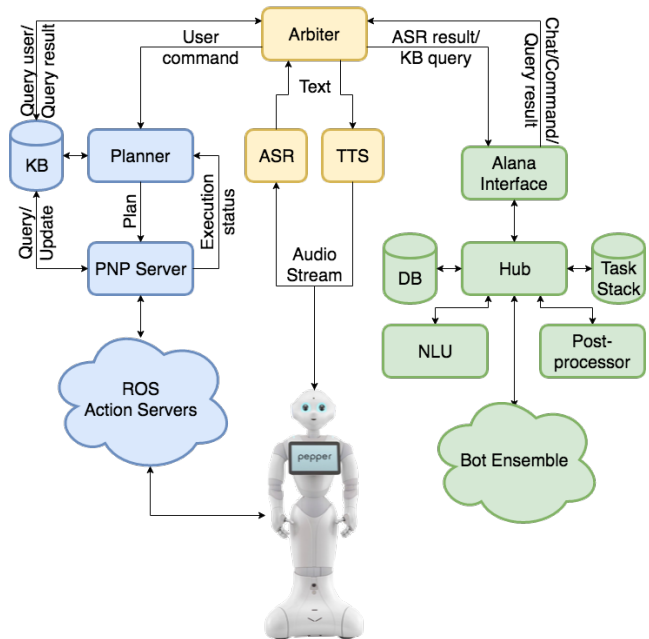 Arbiter
Query user/
Query result
User
command
ASR result/
KB query
Chat/Command/
Query
result
Text
KB
Planner
ASR
TTS
Alana
Interface
Query/
Update
Plan
Execution
status
PNP Server
Audio
Stream
DB
Hub
Task
Stack
NLU
Post-
processor
ROS
Action Servers
pepper
Bot Ensemble